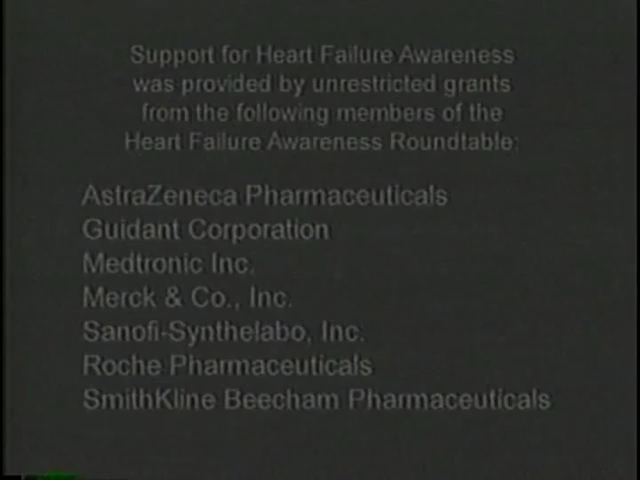 Support for Heart Failure Awareness
was provided by unrestricted grants
from the following members of the
Heart Failure Awareness Roundtable:
AstraZeneca Pharmaceuticals
Guidant Corporation
Medtronic Inc.
Merck & Co., Inc.
Sanofi-Synthelabo, Inc.
Roche Pharmaceuticals
SmithKline Beecham Pharmaceuticals